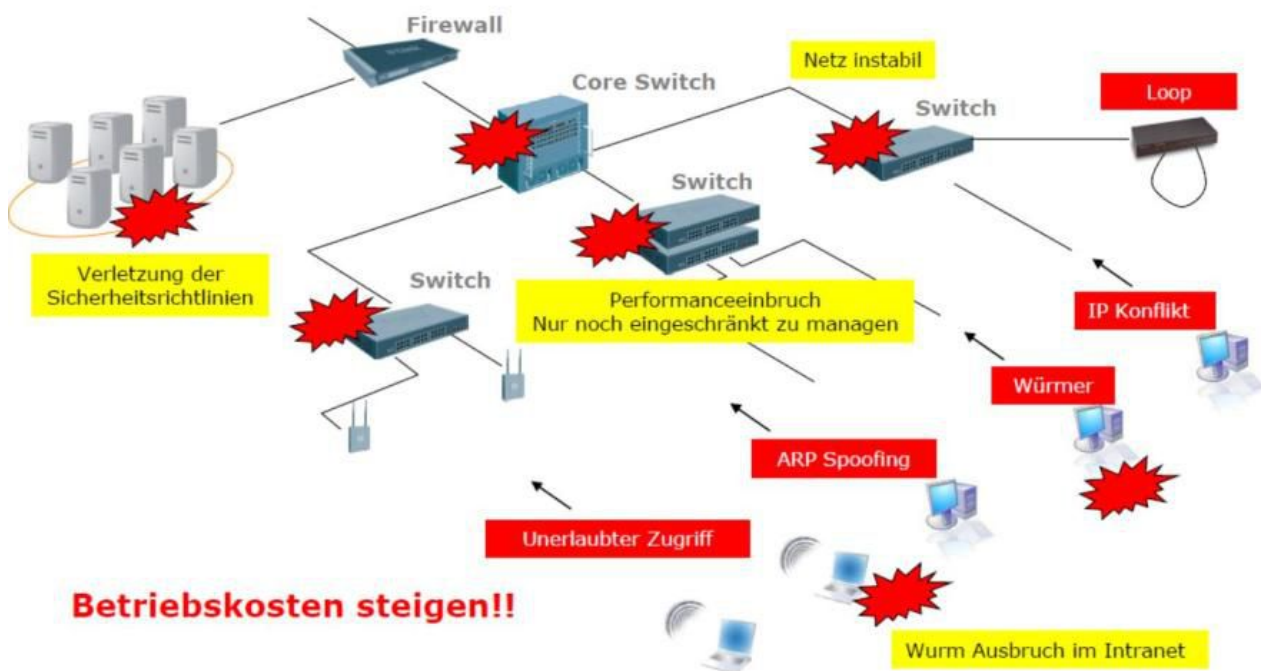 Firewall
Netz instabil
Core Switch
Switch
Loop
Switch
Verletzung der
Sicherheitsrichtlinien
Switch
Performanceeinbruch
Nur noch eingeschränkt zu managen
IP Konflikt
Würmer
ARP Spoofing
Unerlaubter Zugriff
Betriebskosten steigen!!
Wurm Ausbruch im Intranet